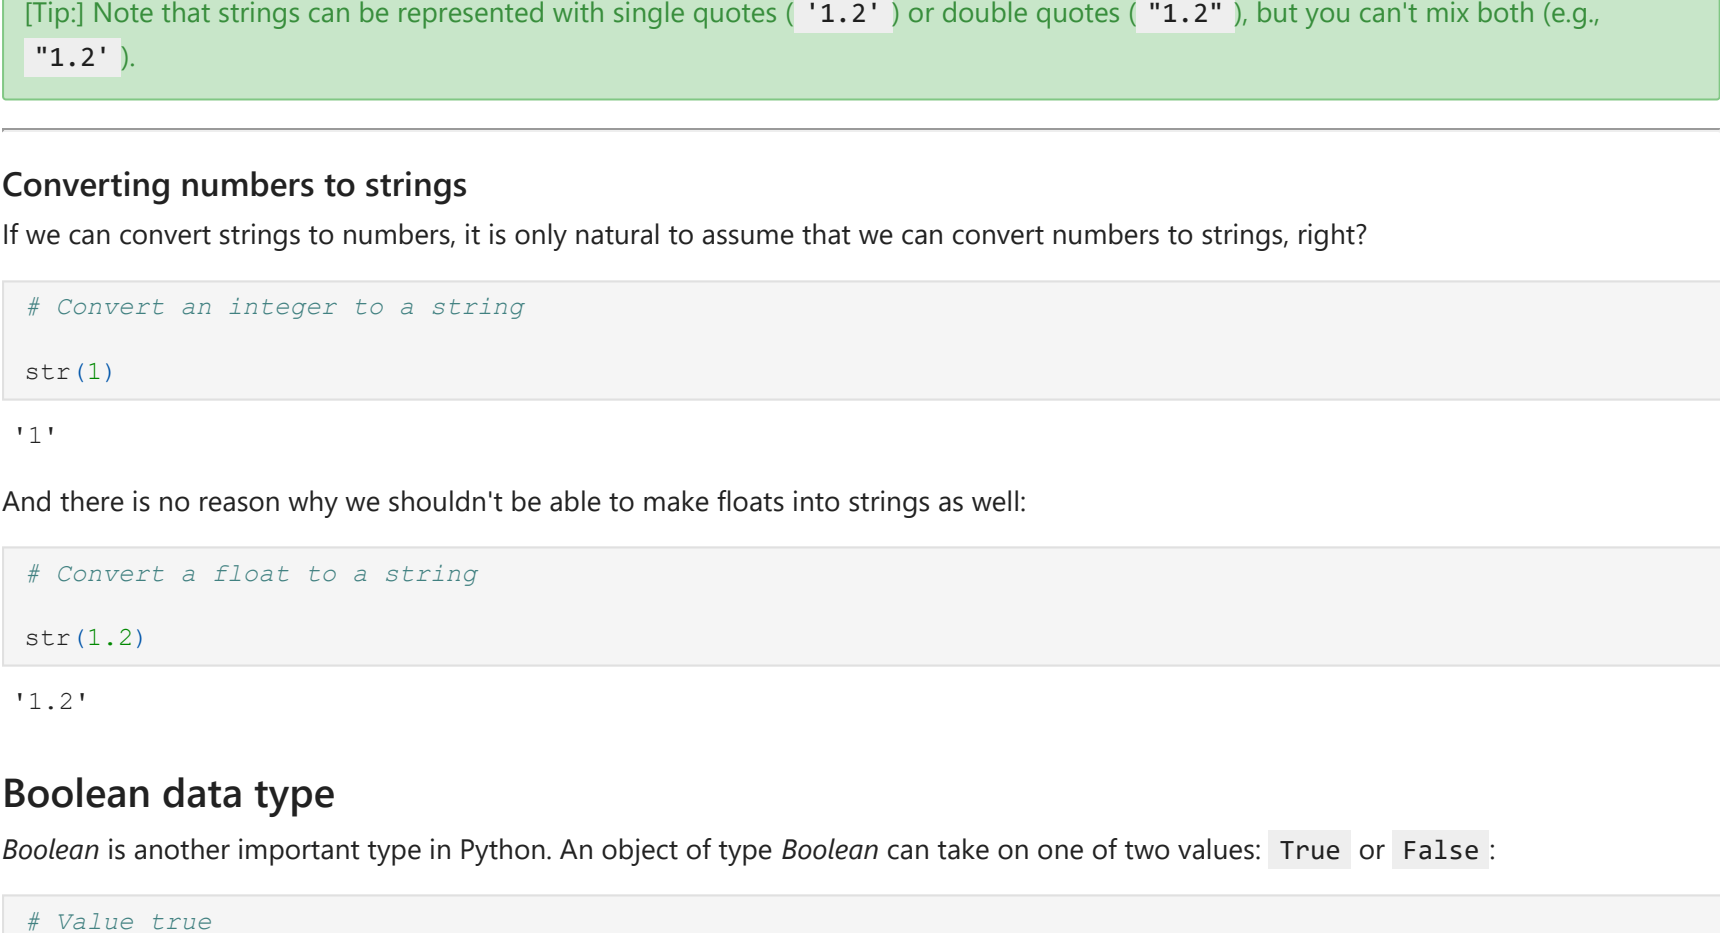 [Tip:] Note that strings can be represented with single quotes ( '1.2' ) or double quotes ( "1.2" ), but you can't mix both (e.g.,
"1.2' ).
Converting numbers to strings
If we can convert strings to numbers, it is only natural to assume that we can convert numbers to strings, right?
# Convert an integer to a string
str(1)
'1'
And there is no reason why we shouldn't be able to make floats into strings as well:
# Convert a float to a string
str(1.2)
'1.2'
Boolean data type
Boolean is another important type in Python. An object of type Boolean can take on one of two values: True or False :
# Value true